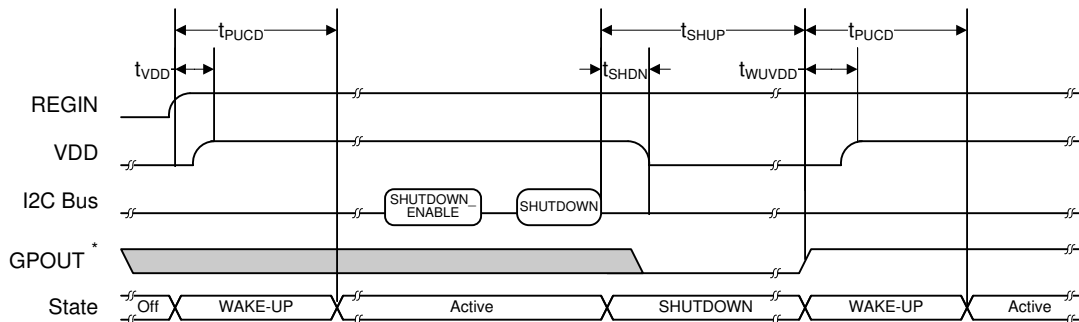 tPUCD tSHUP tPUCD
tVDD tSHDN tWUVDD
REGIN
VDD
I2C Bus SHUTDOWN_ ENABLE SHUTDOWN
GPOUT *
State Off WAKE-UP Active SHUTDOWN WAKE-UP Active